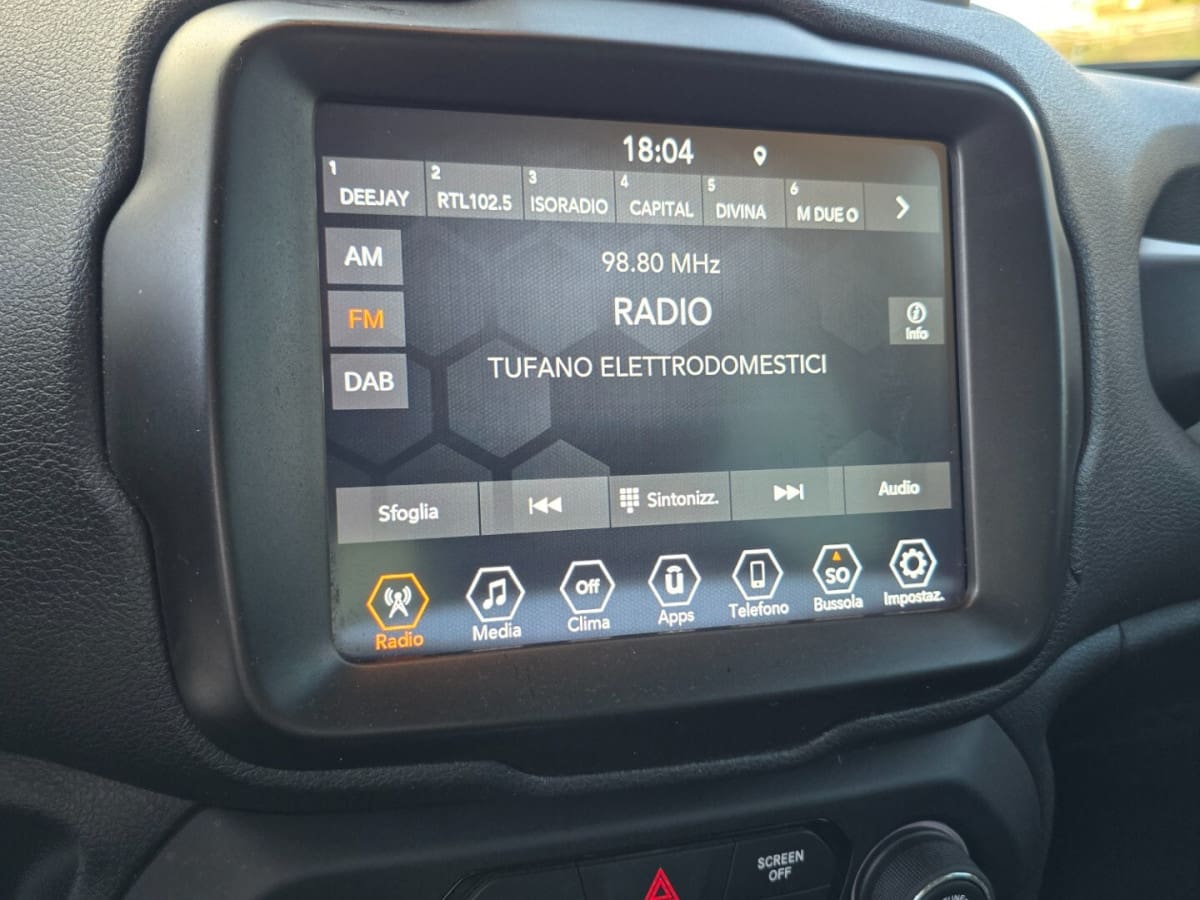 18:04
1 DEEJAY 2 RTL102.5 3 ISORADIO 4 CAPITAL 5 DIVINA 6 M DUE O
AM
98.80 MHz
FM
RADIO
Info
DAB
TUFANO ELETTRODOMESTICI
Sfoglia Sintonizz. Audio
Off û SO
Radio Media Clima Apps Telefono Bussola Impostaz.
SCREEN
OFF